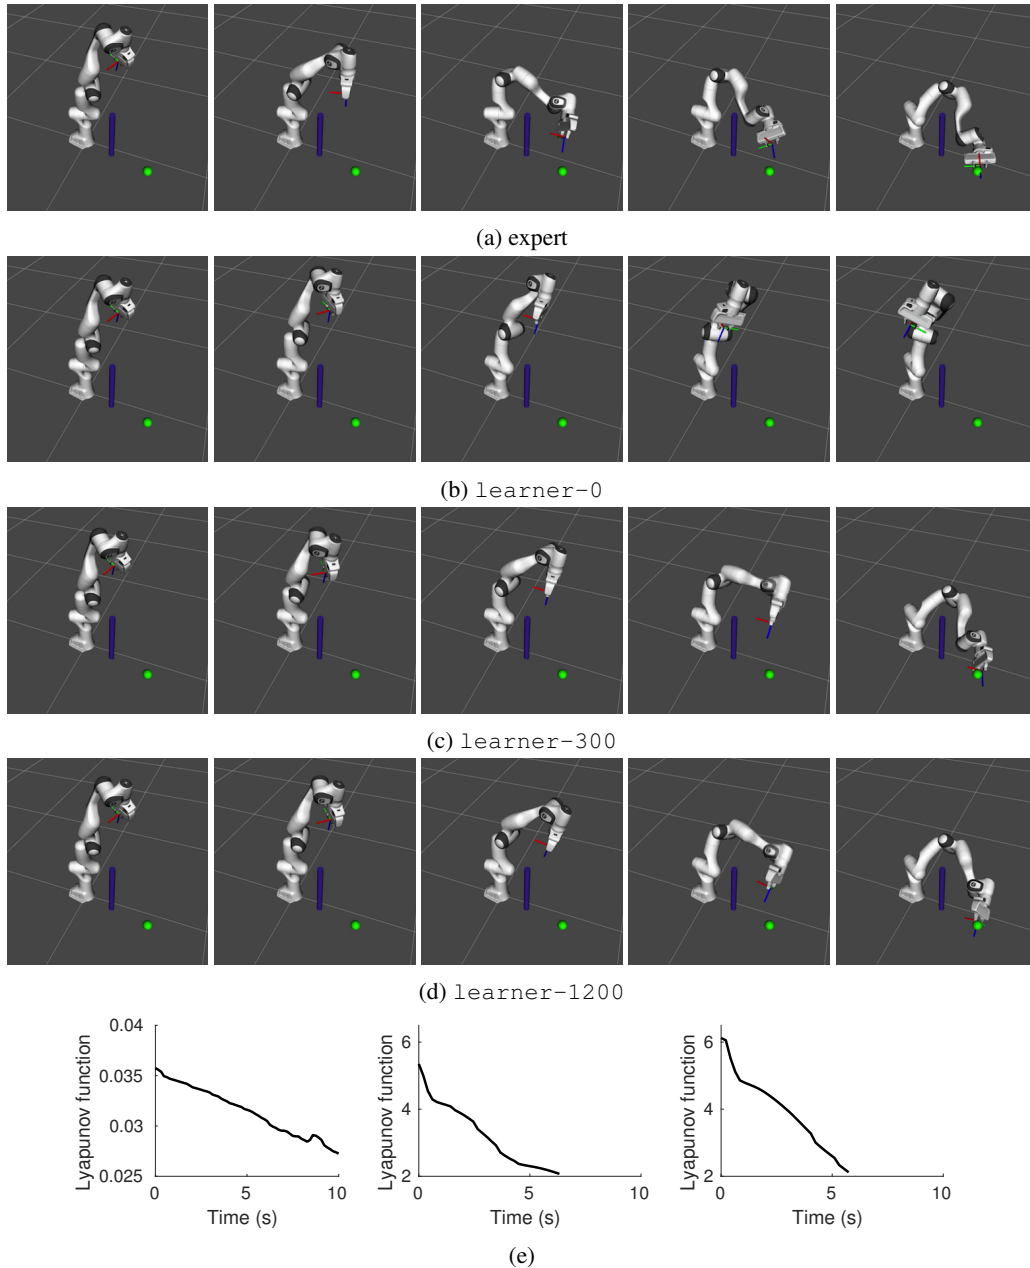 (a) expert
(b) learner-0
(c) learner-300
(d) learner-1200
Lyapunov function
0.04
0.035
0.03
0.025
0
5
10
Time (s)
Lyapunov function
6
4
2
0
5
10
Time (s)
Lyapunov function
6
4
2
0
5
10
Time (s)
(e)